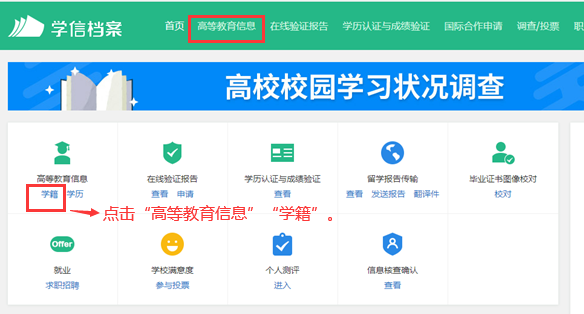 学信档案 首页 高等教育信息 在线验证报告 学历认证与成绩验证 国际合作申请 调查/投票 职
高校校园学习状况调查
高等教育信息 在线验证报告 学历认证与成绩验证 留学报告传输 毕业证书图像校对
学籍 学历 查看 申请 查看 查看 发送报告 翻译件 校对
点击“高等教育信息”“学籍”。
Offer
就业 学校满意度 个人测评 信息核查确认
求职招聘 参与投票 进入 查看